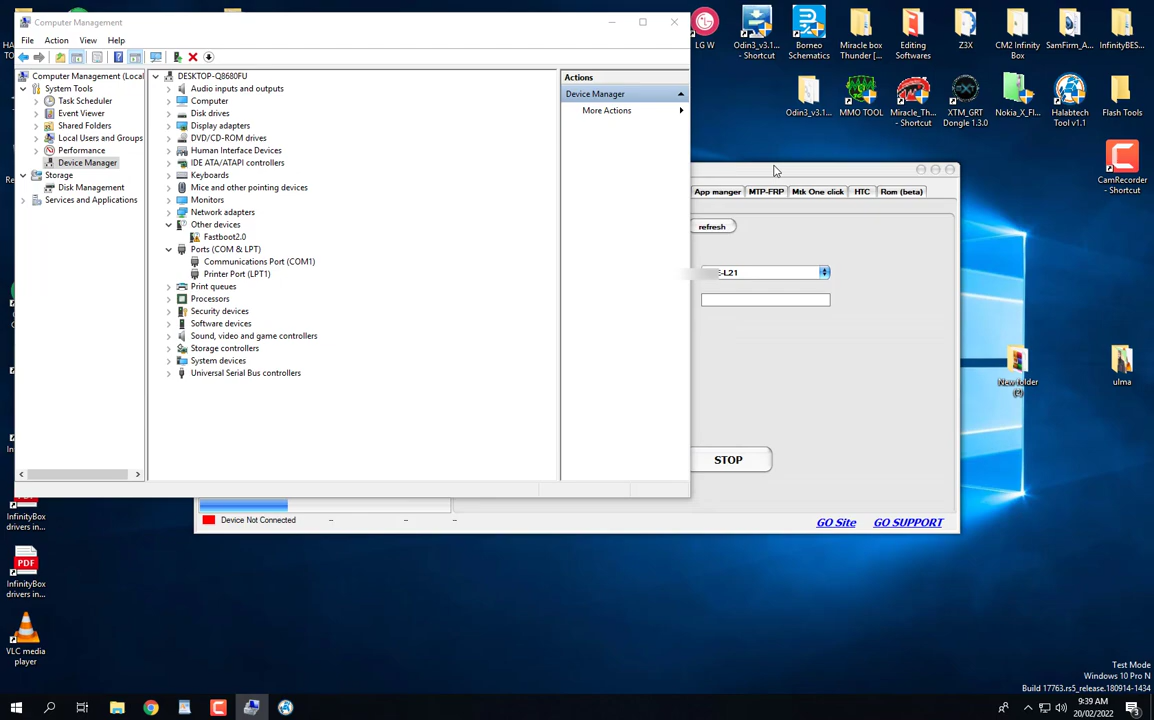 Computer Management
File Action View Help
Computer Management (Local
System Tools
Task Scheduler
Event Viewer
Shared Folders
Local Users and Groups
Performance
Device Manager
Storage
Disk Management
Services and Applications
DESKTOP-Q8680FU
Audio inputs and outputs
Computer
Disk drives
Display adapters
DVD/CD-ROM drives
Human Interface Devices
IDE ATA/ATAPI controllers
Keyboards
Mice and other pointing devices
Monitors
Network adapters
Other devices
Fastboot2.0
Ports (COM & LPT)
Communications Port (COM1)
Printer Port (LPT1)
Print queues
Processors
Security devices
Software devices
Sound, video and game controllers
Storage controllers
System devices
Universal Serial Bus controllers
Actions
Device Manager
More Actions
LG W
Odin3_v3.1...
- Shortcut
Borneo
Schematics
Miracle box
Thunder [...
Editing
Softwares
Z3X
CM2 Infinity
Box
SamFirm_A...
InfinityBES...
Odin3_v3.1...
MMO TOOL
Miracle_Th...
- Shortcut
XTM_GRT
Dongle 1.3.0
Nokia_X_Fl...
Halabtech
Tool v1.1
Flash Tools
CamRecorder
- Shortcut
New folder
(2)
ulma
App manger MTP-FRP Mtk One click HTC Rom (beta)
refresh
-L21
STOP
Device Not Connected -- -- --
GO Site GO SUPPORT
InfinityBox
drivers in...
PDF
InfinityBox
drivers in...
VLC media
player
Test Mode
Windows 10 Pro N
Build 17763.rs5_release.180914-1434
9:39 AM
20/02/2022
3